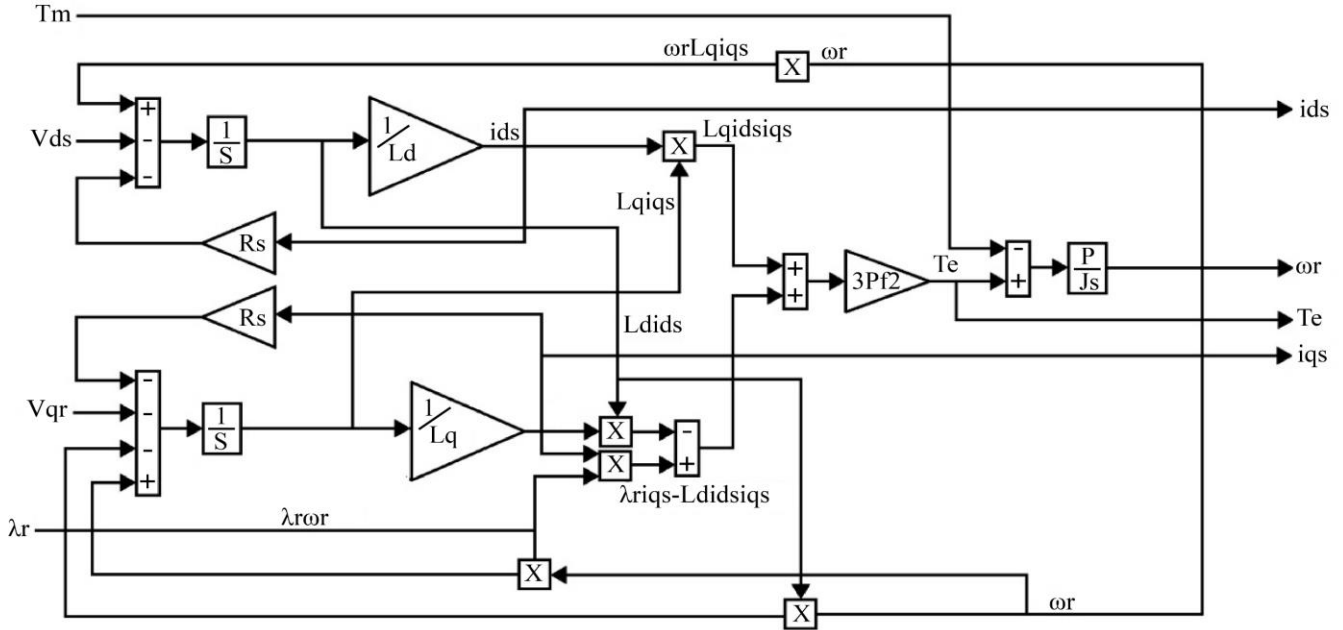 Tm
ωrLqiqs
X
ωr
+
-
-
Vds
1/S
1/Ld
ids
X
Lqidsiqs
ids
Lqiqs
Rs
+
+
3Pf2
Te
-
+
P/Js
ωr
Rs
Ldids
Te
iqs
-
-
-
+
Vqr
1/S
1/Lq
X
-
+
X
λriqs-Ldidsiqs
λr
λrωr
X
X
ωr